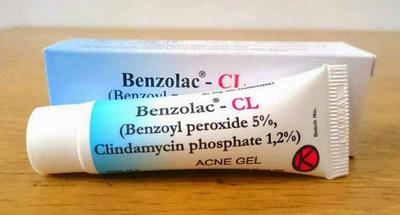 Benzolac® - CL
(Benzoyl
Benzolac® - CL
(Benzoyl peroxide 5%,
Clindamycin phosphate 1,2%)
ACNE GEL
Batch No.
K